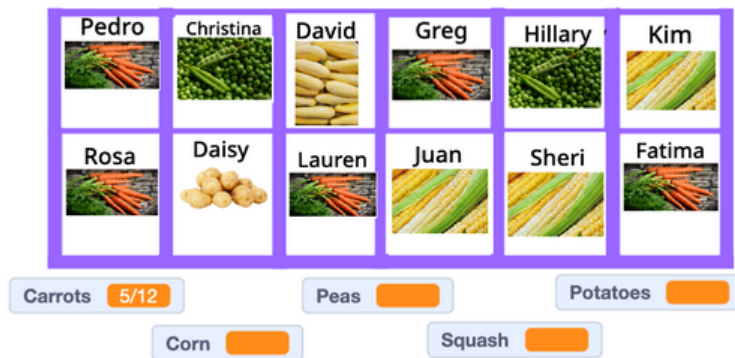 Pedro Christina David Greg Hillary Kim
Rosa Daisy Lauren Juan Sheri Fatima
Carrots 5/12 Peas Potatoes
Corn Squash